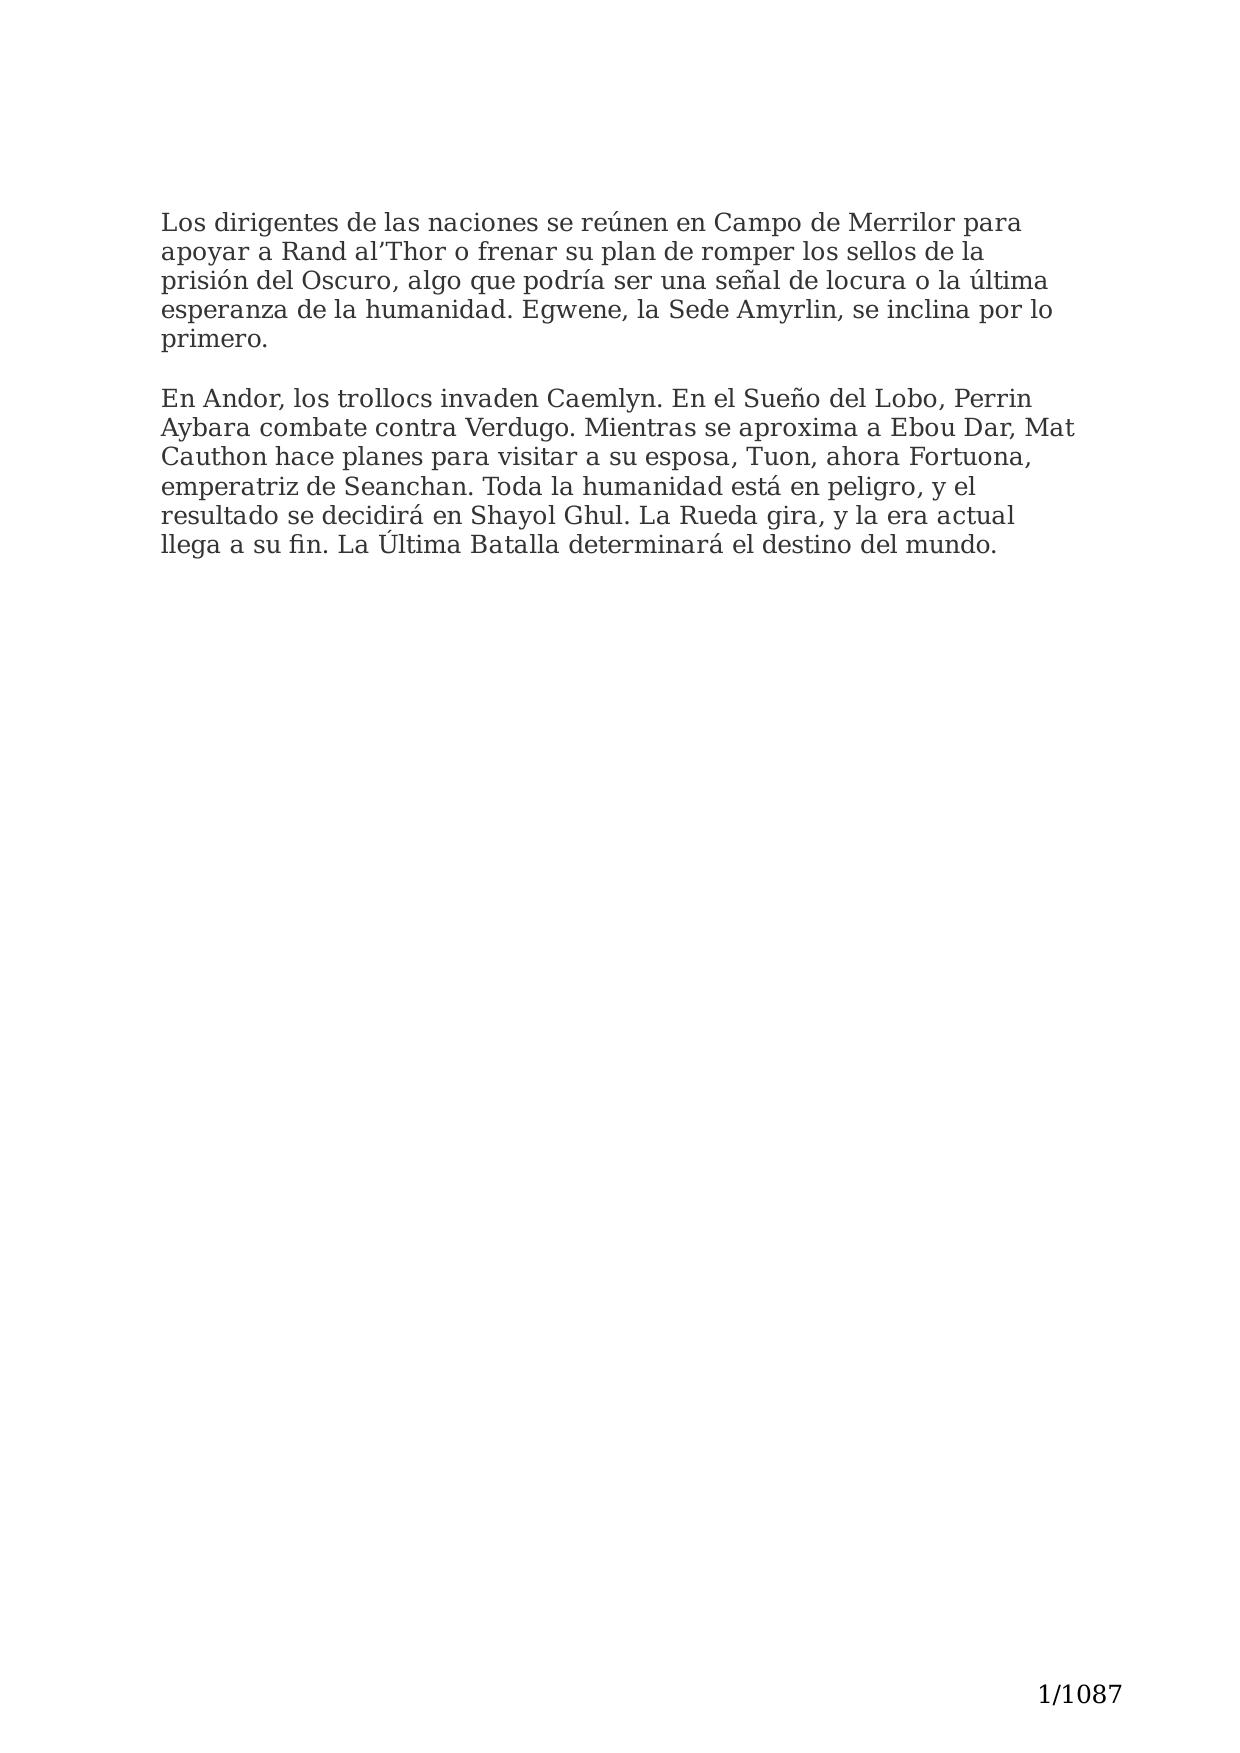 Los dirigentes de las naciones se reúnen en Campo de Merrilor para
apoyar a Rand al’Thor o frenar su plan de romper los sellos de la
prisión del Oscuro, algo que podría ser una señal de locura o la última
esperanza de la humanidad. Egwene, la Sede Amyrlin, se inclina por lo
primero.
En Andor, los trollocs invaden Caemlyn. En el Sueño del Lobo, Perrin
Aybara combate contra Verdugo. Mientras se aproxima a Ebou Dar, Mat
Cauthon hace planes para visitar a su esposa, Tuon, ahora Fortuona,
emperatriz de Seanchan. Toda la humanidad está en peligro, y el
resultado se decidirá en Shayol Ghul. La Rueda gira, y la era actual
llega a su fin. La Última Batalla determinará el destino del mundo.
1/1087